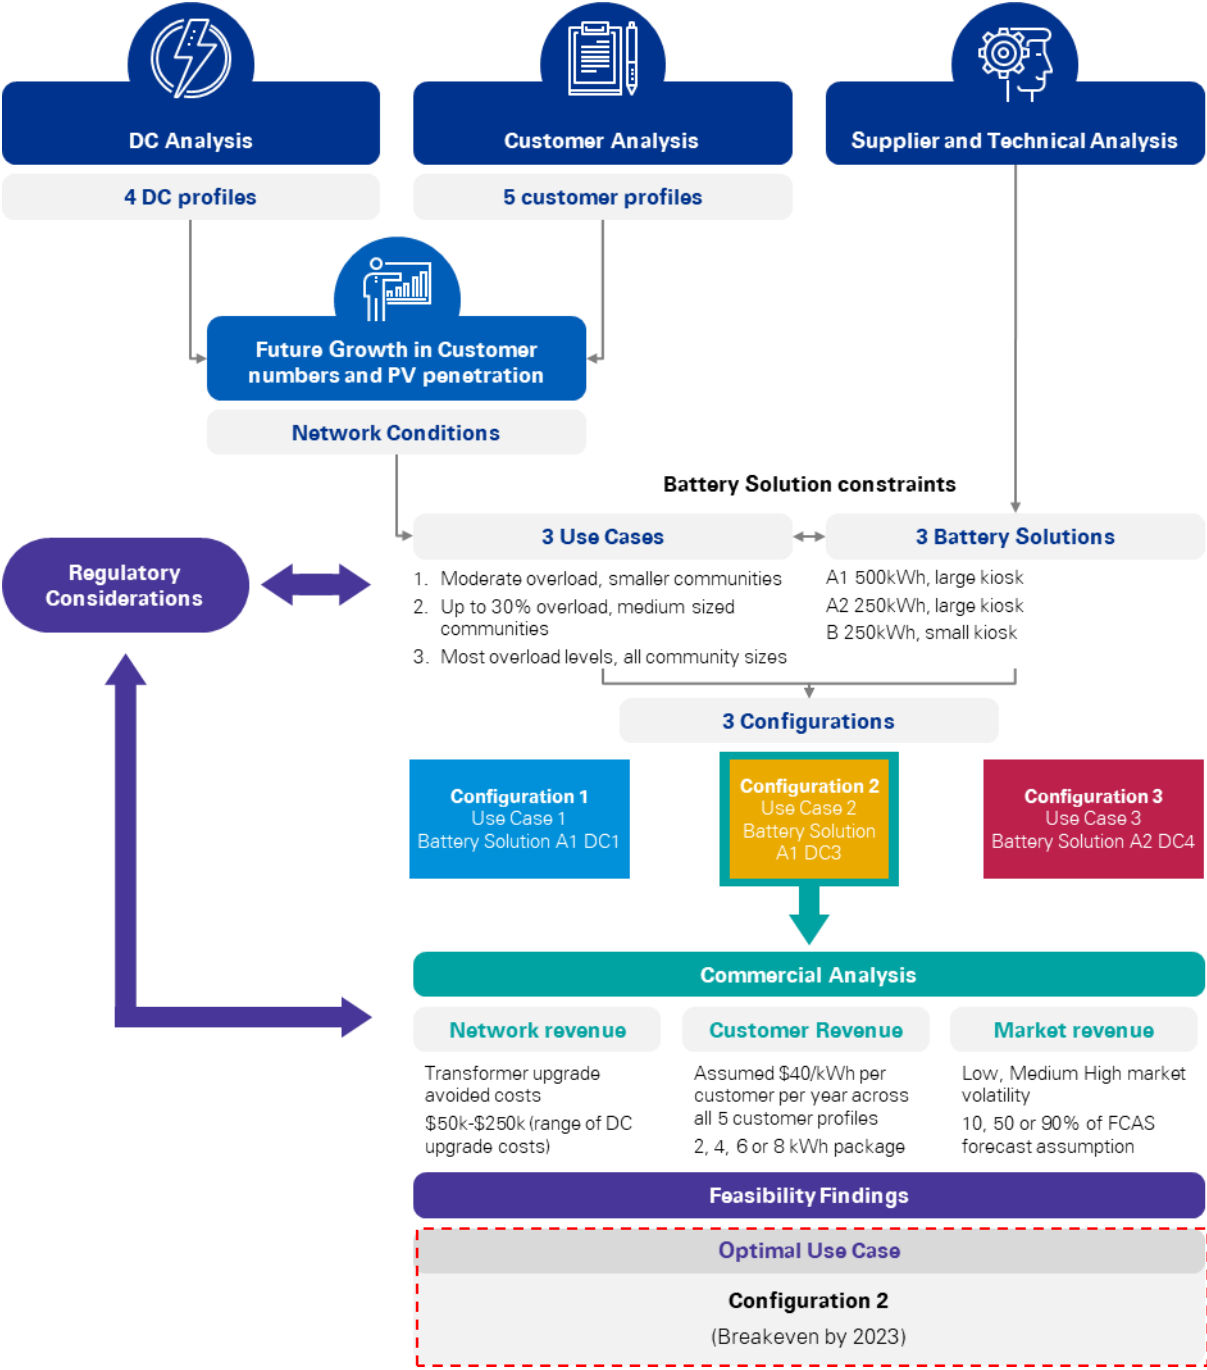 DC Analysis
Customer Analysis
Supplier and Technical Analysis
4 DC profiles
5 customer profiles
Future Growth in Customer
numbers and PV penetration
Network Conditions
Battery Solution constraints
3 Use Cases
3 Battery Solutions
Regulatory
Considerations
1. Moderate overload, smaller communities
2. Up to 30% overload, medium sized
communities
3. Most overload levels, all community sizes
A1 500kWh, large kiosk
A2 250kWh, large kiosk
B 250kWh, small kiosk
3 Configurations
Configuration 1
Use Case 1
Battery Solution A1 DC1
Configuration 2
Use Case 2
Battery Solution
A1 DC3
Configuration 3
Use Case 3
Battery Solution A2 DC4
Commercial Analysis
Network revenue
Customer Revenue
Market revenue
Transformer upgrade
avoided costs
$50k-$250k (range of DC
upgrade costs)
Assumed $40/kWh per
customer per year across
all 5 customer profiles
2, 4, 6 or 8 kWh package
Low, Medium High market
volatility
10, 50 or 90% of FCAS
forecast assumption
Feasibility Findings
Optimal Use Case
Configuration 2
(Breakeven by 2023)